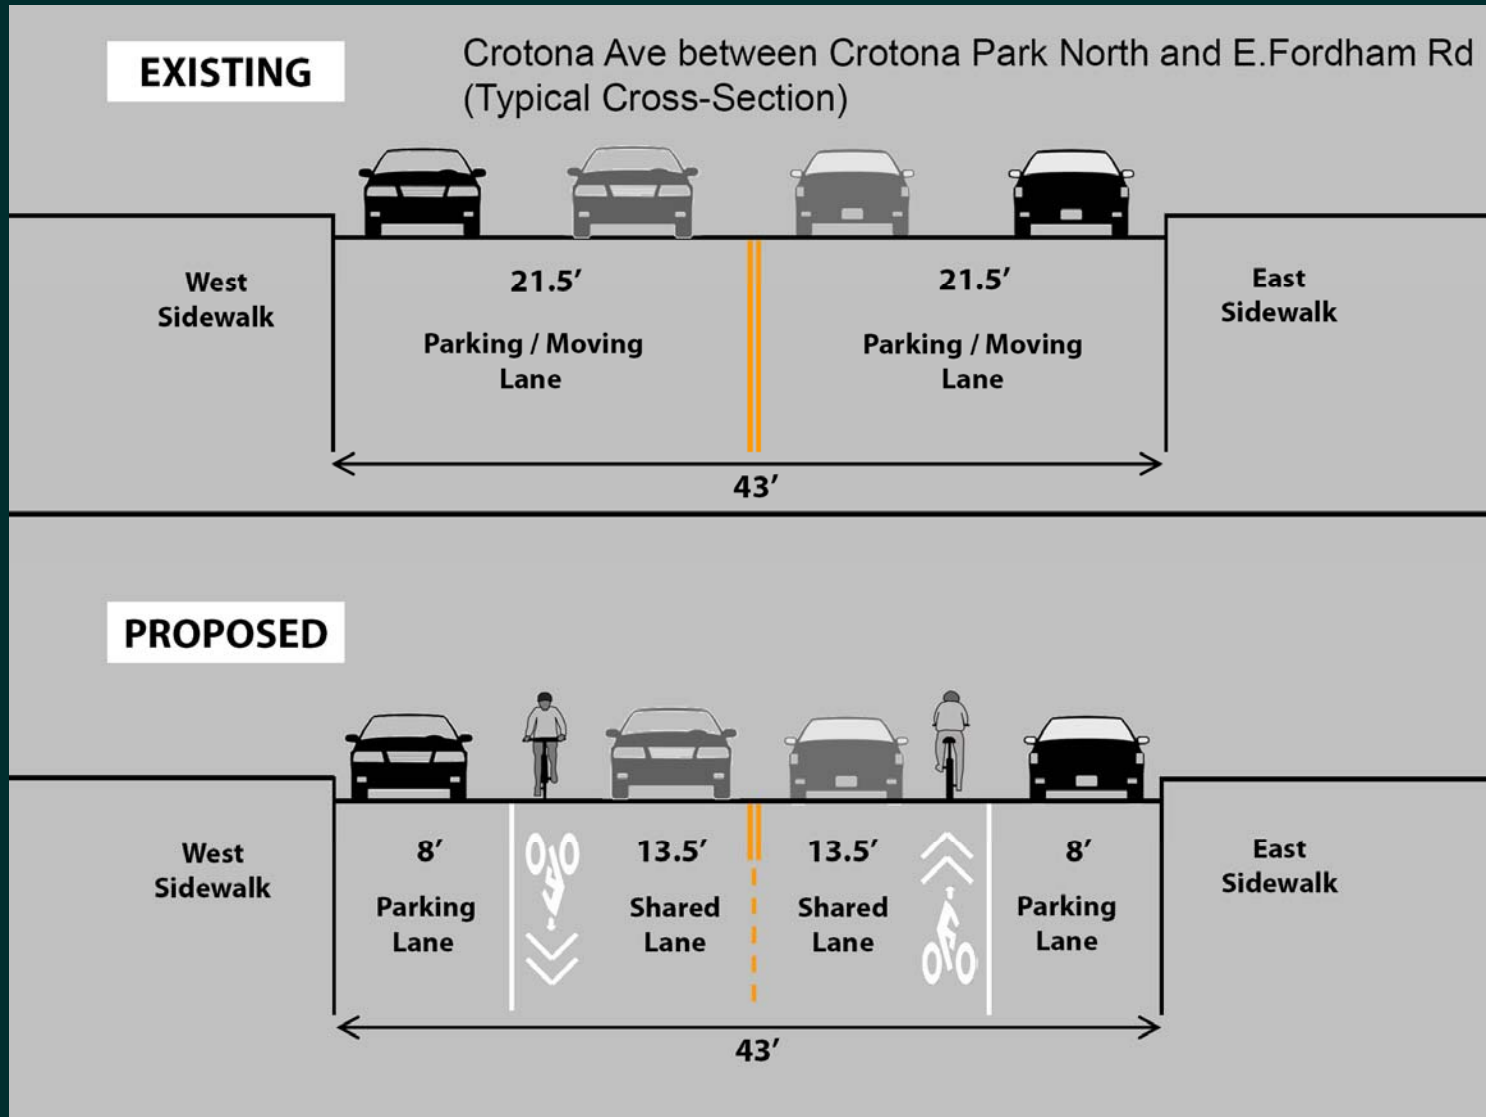 EXISTING
Crotona Ave between Crotona Park North and E.Fordham Rd
(Typical Cross-Section)
West
Sidewalk
21.5′
Parking / Moving
Lane
21.5′
Parking / Moving
Lane
East
Sidewalk
43′
PROPOSED
West
Sidewalk
8′
Parking
Lane
13.5′
Shared
Lane
13.5′
Shared
Lane
8′
Parking
Lane
East
Sidewalk
43′